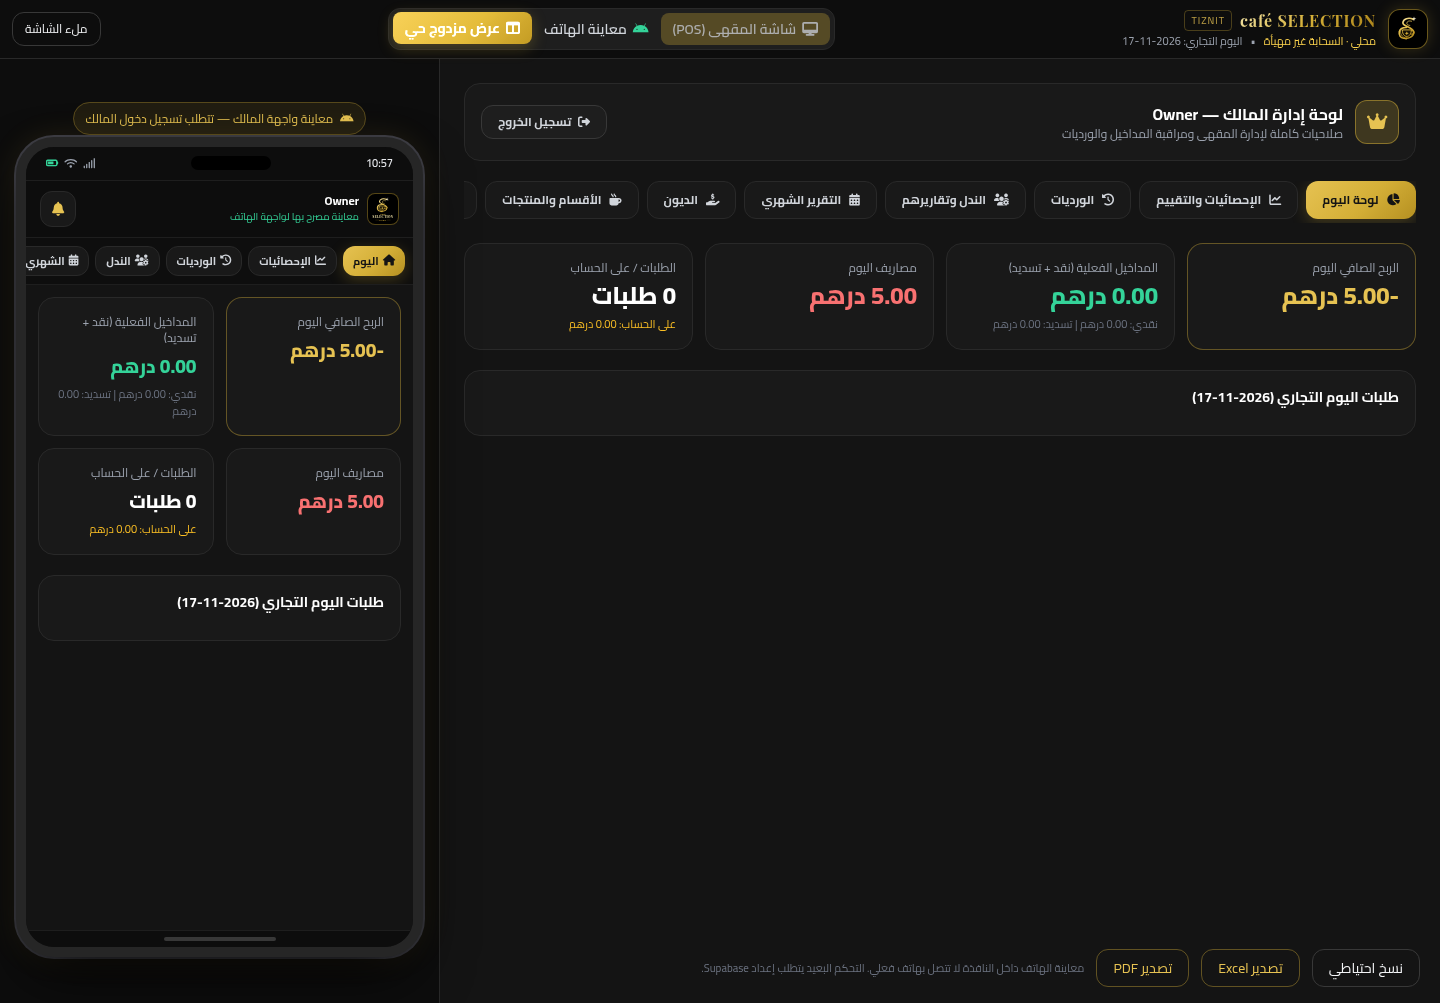 café SELECTION TIZNIT
محلي · السحابة غير مهيأة • اليوم التجاري: 2026-11-17
شاشة المقهى (POS)
معاينة الهاتف
عرض مزدوج حي
ملء الشاشة
لوحة إدارة المالك — Owner
صلاحيات كاملة لإدارة المقهى ومراقبة المداخيل والورديات
تسجيل الخروج
لوحة اليوم
الإحصائيات والتقييم
الورديات
الندل وتقاريرهم
التقرير الشهري
الديون
الأقسام والمنتجات
الربح الصافي اليوم
-5.00 درهم
المداخيل الفعلية (نقد + تسديد)
0.00 درهم
نقدي: 0.00 درهم | تسديد: 0.00 درهم
مصاريف اليوم
5.00 درهم
الطلبات / على الحساب
0 طلبات
على الحساب: 0.00 درهم
طلبات اليوم التجاري (2026-11-17)
نسخ احتياطي
تصدير Excel
تصدير PDF
معاينة الهاتف داخل النافذة لا تتصل بهاتف فعلي. التحكم البعيد يتطلب إعداد Supabase.
معاينة واجهة المالك — تتطلب تسجيل دخول المالك
10:57
Owner
معاينة مصرح بها لواجهة الهاتف
اليوم
الإحصائيات
الورديات
الندل
الشهري
الربح الصافي اليوم
-5.00 درهم
المداخيل الفعلية (نقد +
تسديد)
0.00 درهم
نقدي: 0.00 درهم | تسديد: 0.00
درهم
مصاريف اليوم
5.00 درهم
الطلبات / على الحساب
0 طلبات
على الحساب: 0.00 درهم
طلبات اليوم التجاري (2026-11-17)